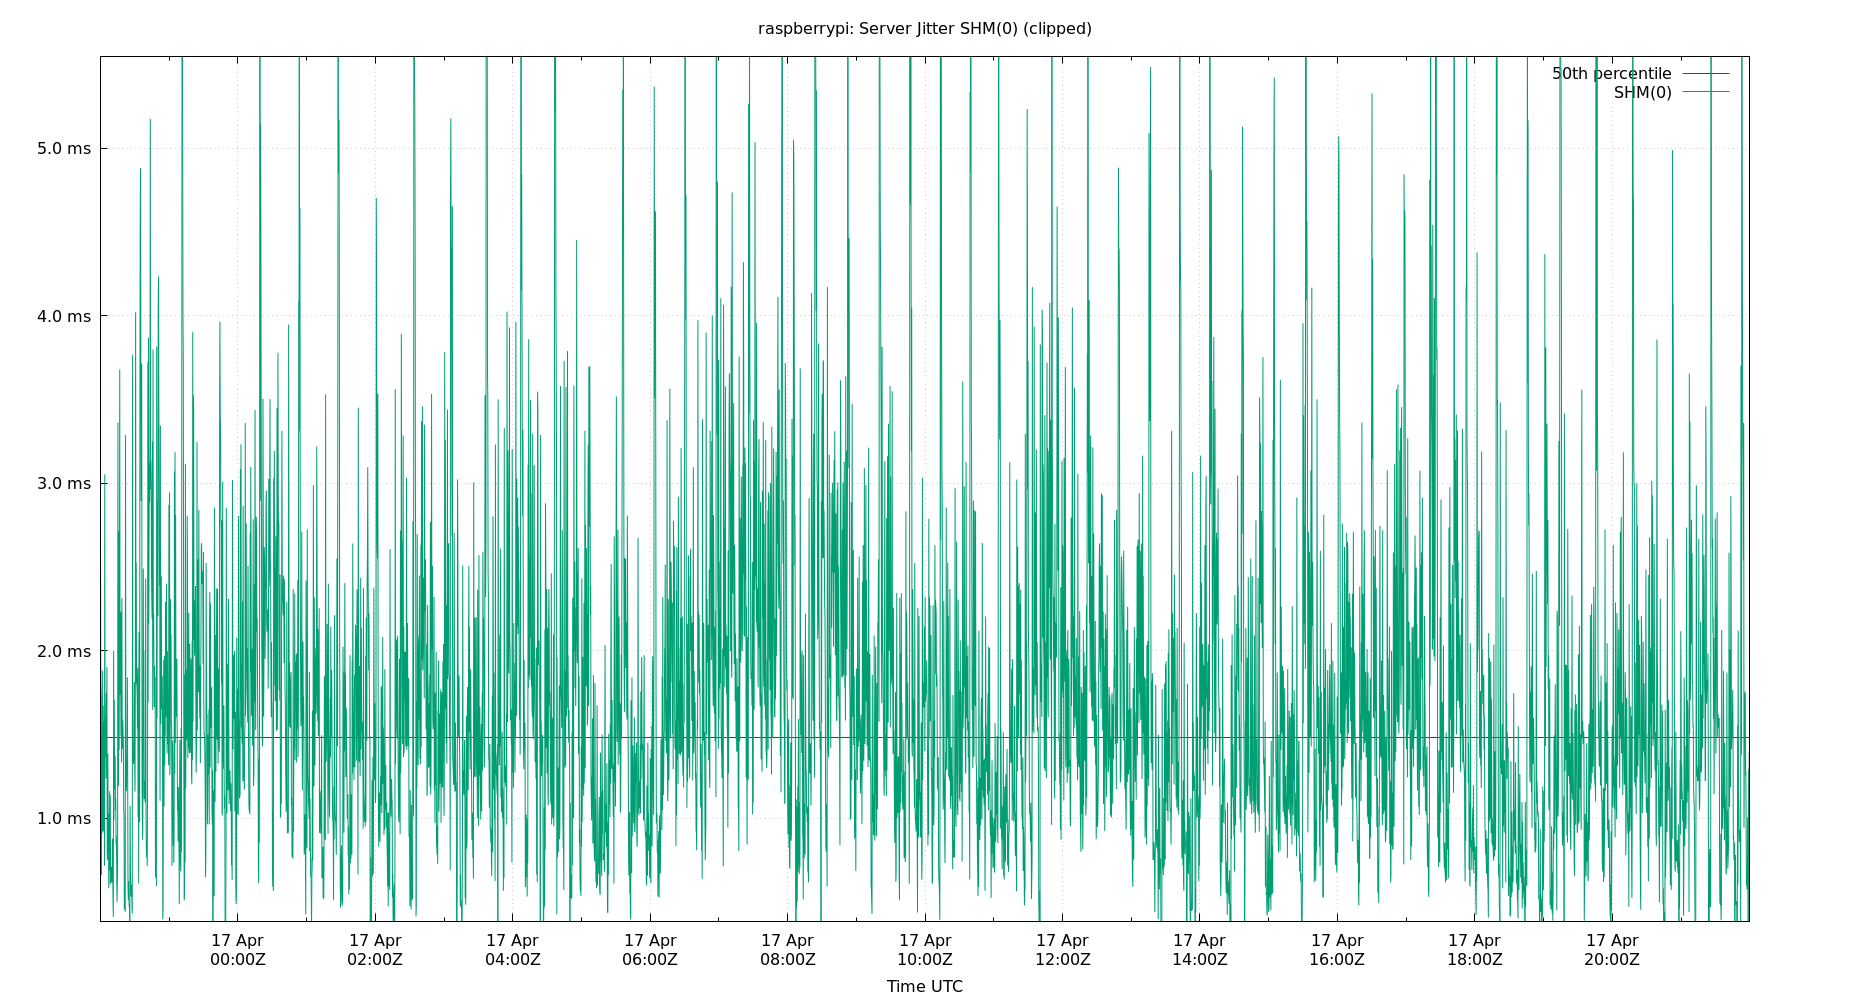 raspberrypi: Server Jitter SHM(0) (clipped)
50th percentile
SHM(0)
5.0 ms
4.0 ms
3.0 ms
2.0 ms
1.0 ms
17 Apr 17 Apr 17 Apr 17 Apr 17 Apr 17 Apr 17 Apr 17 Apr 17 Apr 17 Apr 17 Apr
00:00Z 02:00Z 04:00Z 06:00Z 08:00Z 10:00Z 12:00Z 14:00Z 16:00Z 18:00Z 20:00Z
Time UTC